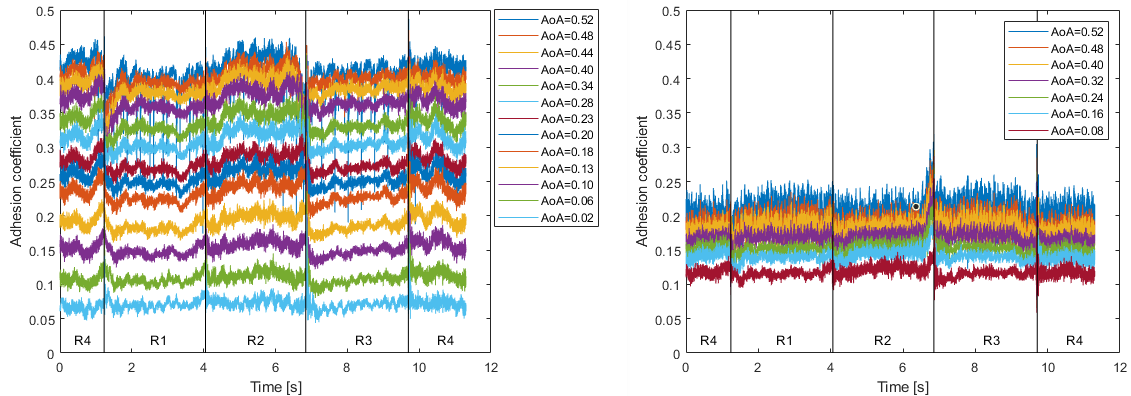 0.5
0.45
0.4
0.35
0.3
0.25
0.2
0.15
0.1
0.05
0
Adhesion coefficient
R4 R1 R2 R3 R4
0 2 4 6 8 10 12
Time [s]
AoA=0.52
AoA=0.48
AoA=0.44
AoA=0.40
AoA=0.34
AoA=0.28
AoA=0.23
AoA=0.20
AoA=0.18
AoA=0.13
AoA=0.10
AoA=0.06
AoA=0.02
0.5
0.45
0.4
0.35
0.3
0.25
0.2
0.15
0.1
0.05
0
Adhesion coefficient
R4 R1 R2 R3 R4
0 2 4 6 8 10 12
Time [s]
AoA=0.52
AoA=0.48
AoA=0.40
AoA=0.32
AoA=0.24
AoA=0.16
AoA=0.08